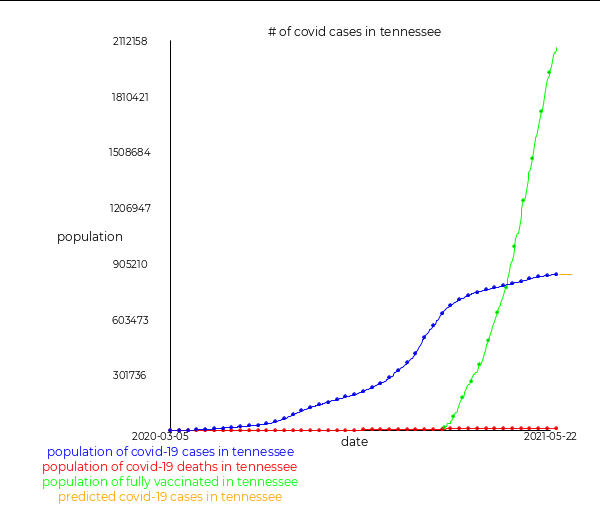 # of covid cases in tennessee
2112158
1810421
1508684
1206947
population
905210
603473
301736
2020-03-05
date
2021-05-22
population of covid-19 cases in tennessee
population of covid-19 deaths in tennessee
population of fully vaccinated in tennessee
predicted covid-19 cases in tennessee